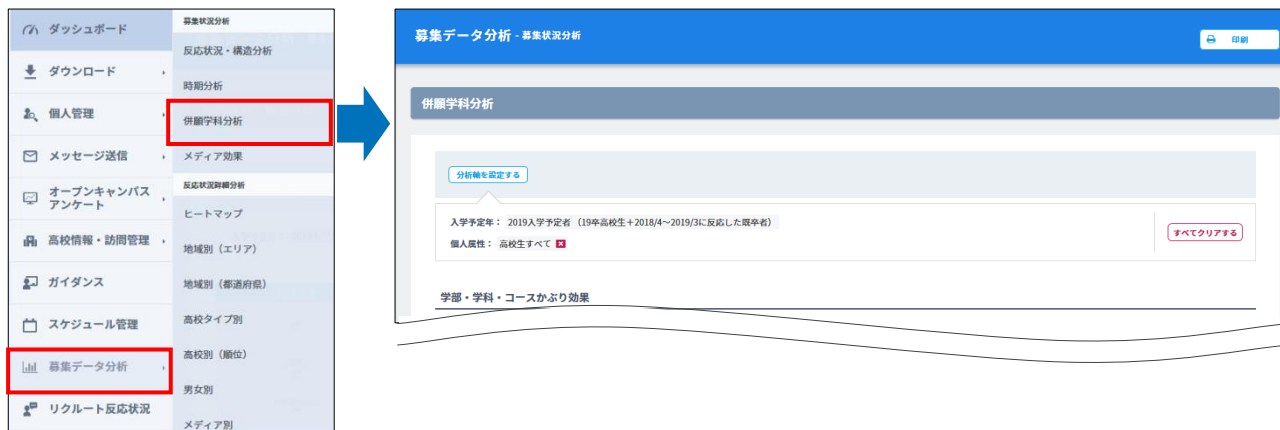 ダッシュボード
ダウンロード
個人管理
メッセージ送信
オープンキャンパス
アンケート
高校情報・訪問管理
ガイダンス
スケジュール管理
募集データ分析
リクルート反応状況
募集状況分析
反応状況・構造分析
時期分析
併願学科分析
メディア効果
反応状況詳細分析
ヒートマップ
地域別（エリア）
地域別（都道府県）
高校タイプ別
高校別（順位）
男女別
メディア別
募集データ分析 - 募集状況分析
印刷
併願学科分析
分析軸を設定する
入学予定年： 2019入学予定者 （19卒高校生＋2018/4～2019/3に反応した既卒者）
個人属性： 高校生すべて
すべてクリアする
学部・学科・コースかぶり効果